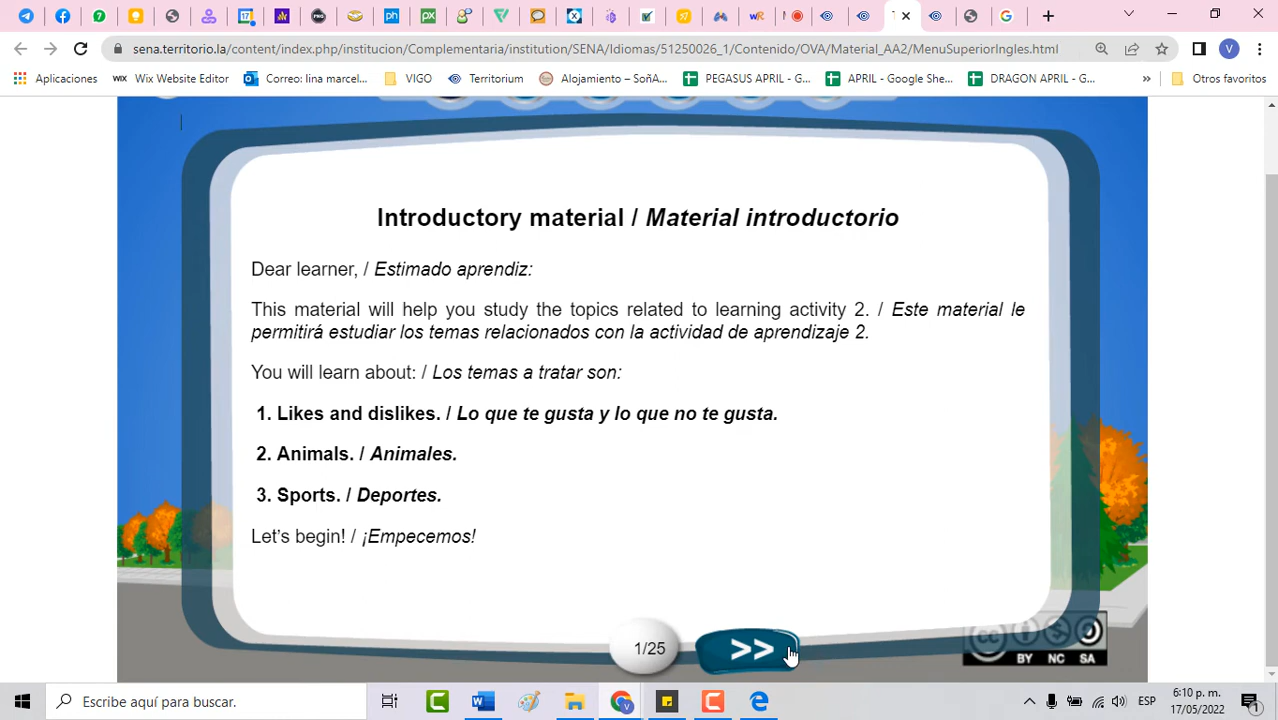 sena.territorio.la/content/index.php/institucion/Complementaria/institution/SENA/Idiomas/51250026_1/Contenido/OVA/Material_AA2/MenuSuperiorIngles.html
V
Aplicaciones
WIX Wix Website Editor
Correo: lina marcel...
VIGO
Territorium
Alojamiento – SoñA...
PEGASUS APRIL - G...
APRIL - Google She...
DRAGON APRIL - G...
»
Otros favoritos
Introductory material / Material introductorio
Dear learner, / Estimado aprendiz:
This material will help you study the topics related to learning activity 2. / Este material le
permitirá estudiar los temas relacionados con la actividad de aprendizaje 2.
You will learn about: / Los temas a tratar son:
1. Likes and dislikes. / Lo que te gusta y lo que no te gusta.
2. Animals. / Animales.
3. Sports. / Deportes.
Let's begin! / ¡Empecemos!
1/25
>>
cc
BY NC SA
Escribe aquí para buscar.
ESP
6:10 p. m.
17/05/2022